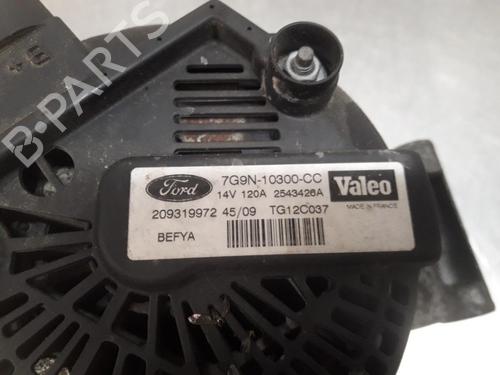 B-PARTS
Ford
7G9N-10300-CC
14V 120A 2543426A
Valeo
MADE IN FRANCE
209319972 45/09 TG12C037
BEFYA